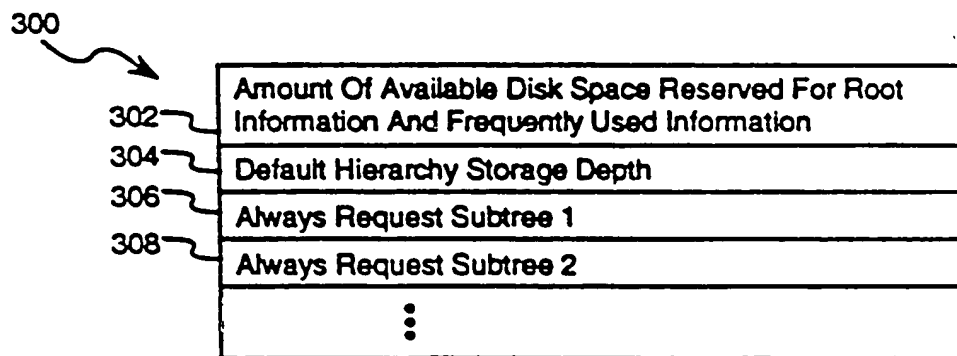 300
Amount Of Available Disk Space Reserved For Root
302
Information And Frequently Used Information
304
Default Hierarchy Storage Depth
306
Always Request Subtree 1
308
Always Request Subtree 2